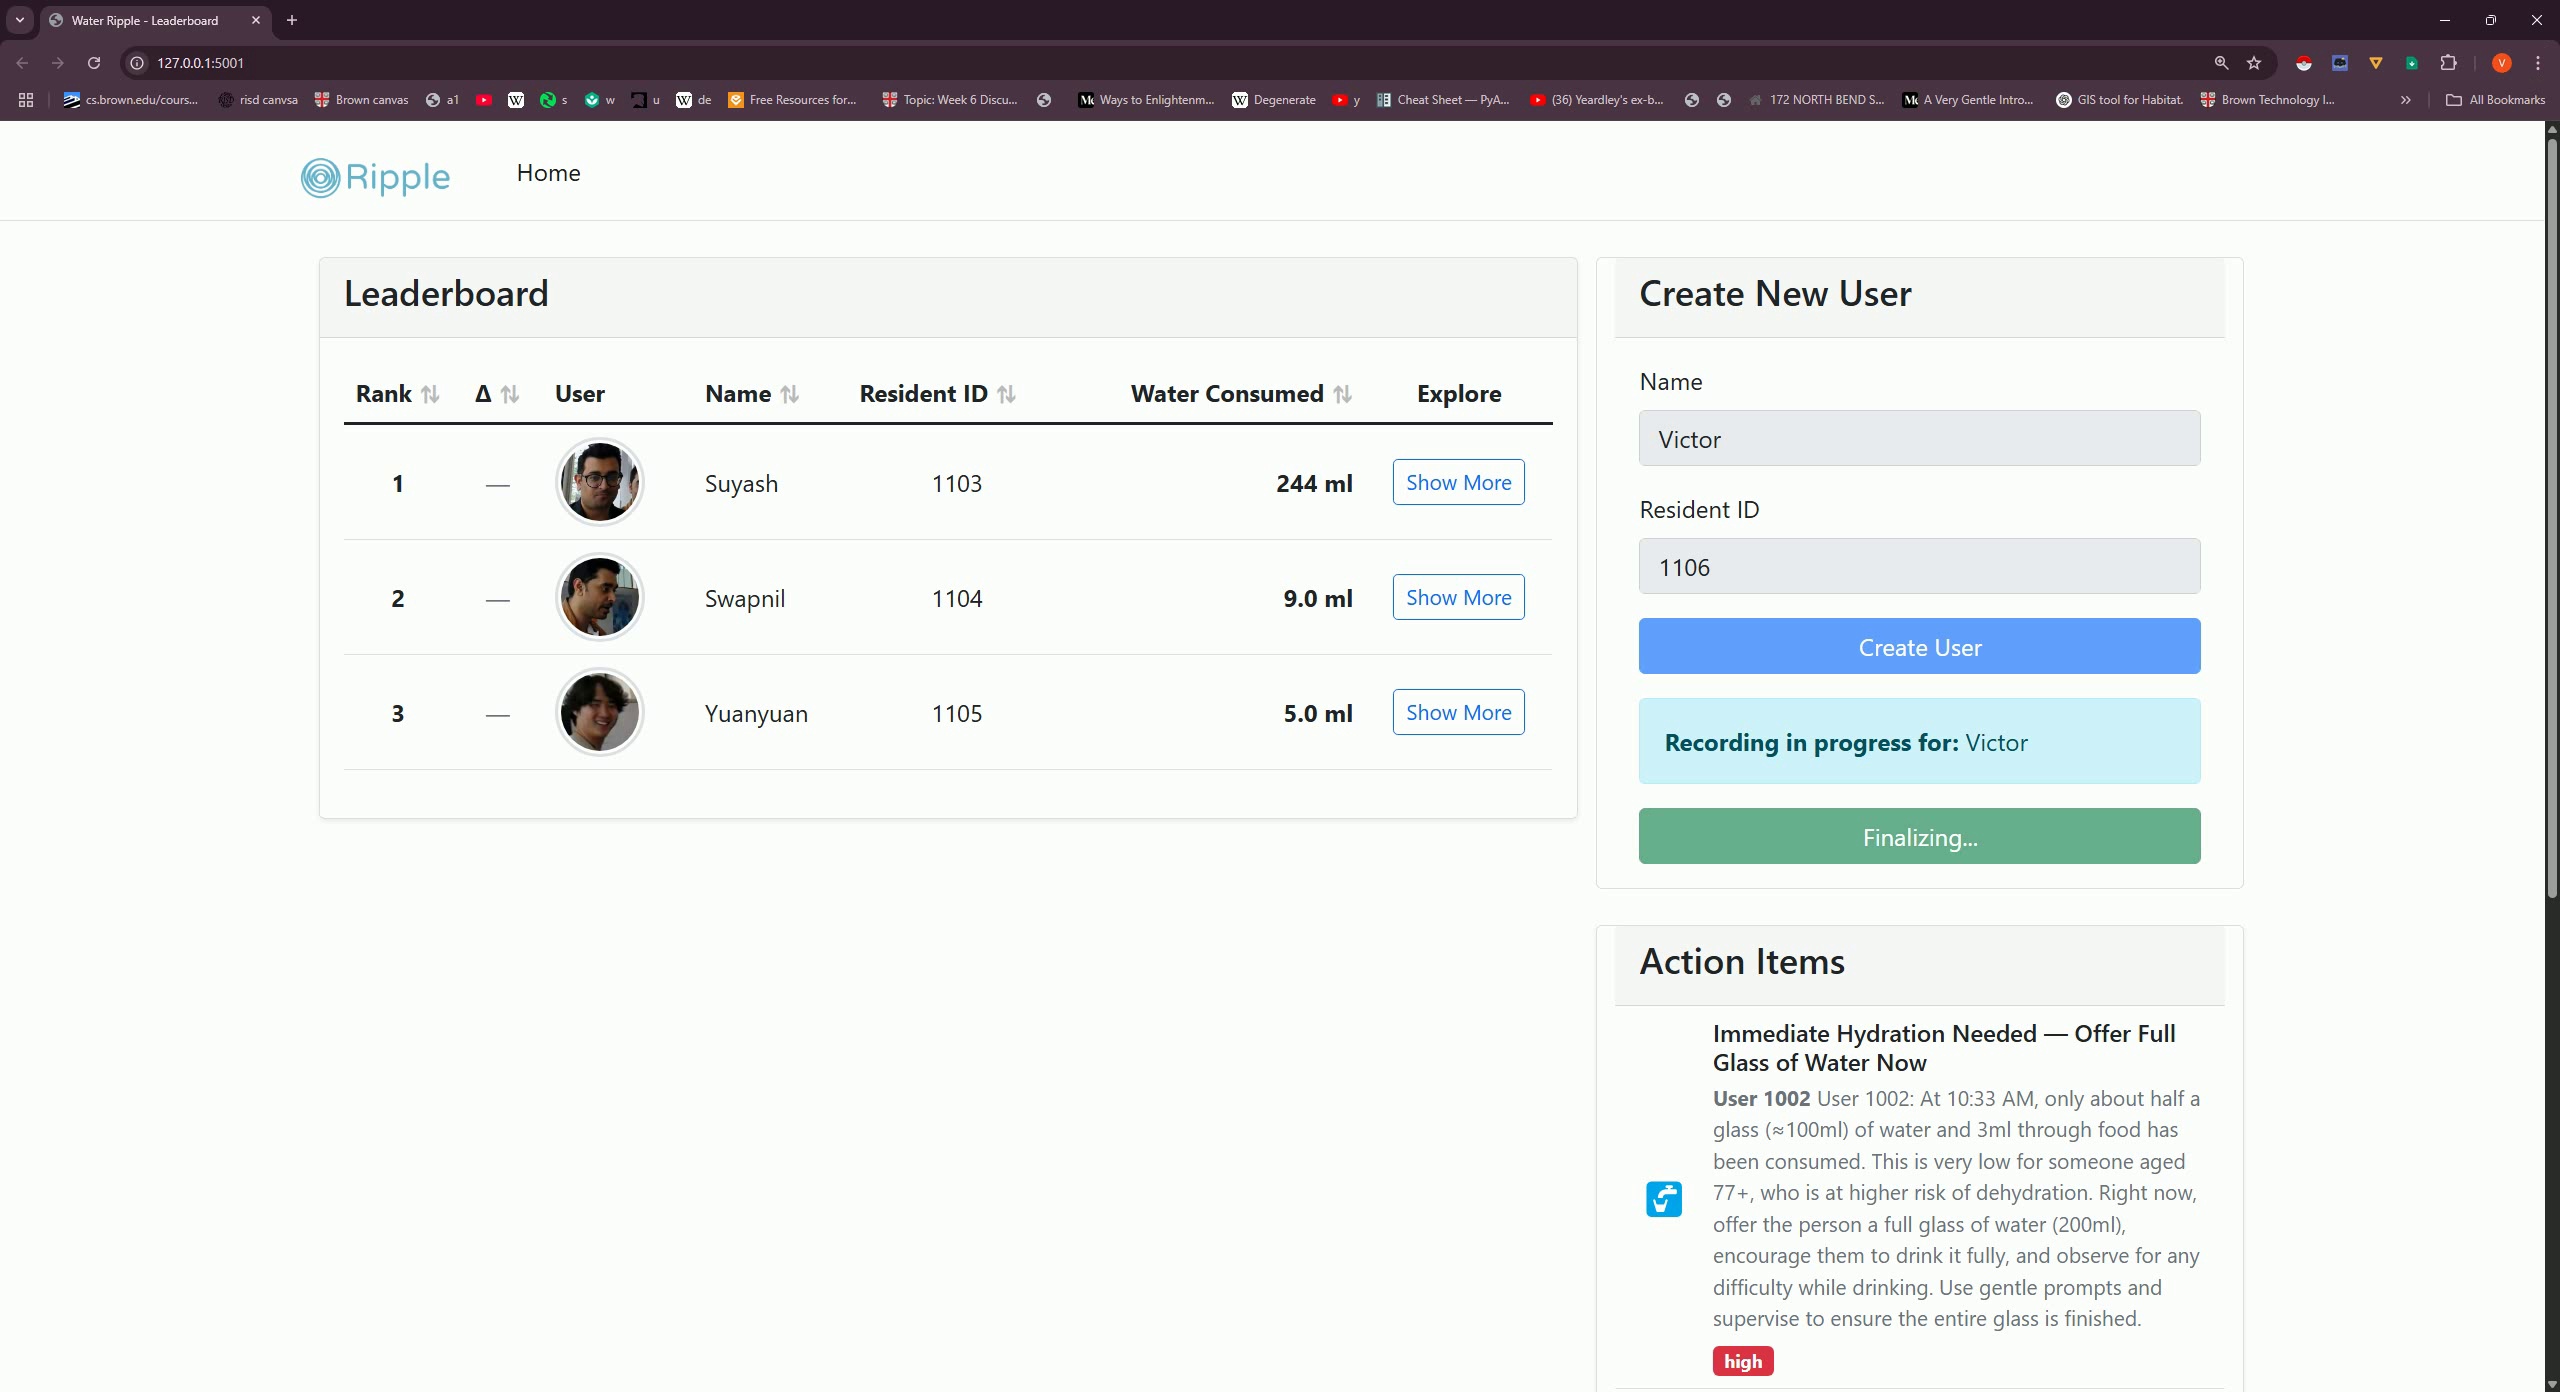 Water Ripple - Leaderboard
127.0.0.1:5001
cs.brown.edu/cours...
risd canvsa
Brown canvas
a1
s
w
u
de
Free Resources for...
Topic: Week 6 Discu...
Ways to Enlightenm...
Degenerate
y
Cheat Sheet — PyA...
(36) Yeardley's ex-b...
172 NORTH BEND S...
A Very Gentle Intro...
GIS tool for Habitat.
Brown Technology I...
All Bookmarks
V
Ripple
Home
Leaderboard
Rank Δ User Name Resident ID Water Consumed Explore
1 — Suyash 1103 244 ml Show More
2 — Swapnil 1104 9.0 ml Show More
3 — Yuanyuan 1105 5.0 ml Show More
Create New User
Name
Victor
Resident ID
1106
Create User
Recording in progress for: Victor
Finalizing...
Action Items
Immediate Hydration Needed — Offer Full
Glass of Water Now
User 1002 User 1002: At 10:33 AM, only about half a
glass (≈100ml) of water and 3ml through food has
been consumed. This is very low for someone aged
77+, who is at higher risk of dehydration. Right now,
offer the person a full glass of water (200ml),
encourage them to drink it fully, and observe for any
difficulty while drinking. Use gentle prompts and
supervise to ensure the entire glass is finished.
high